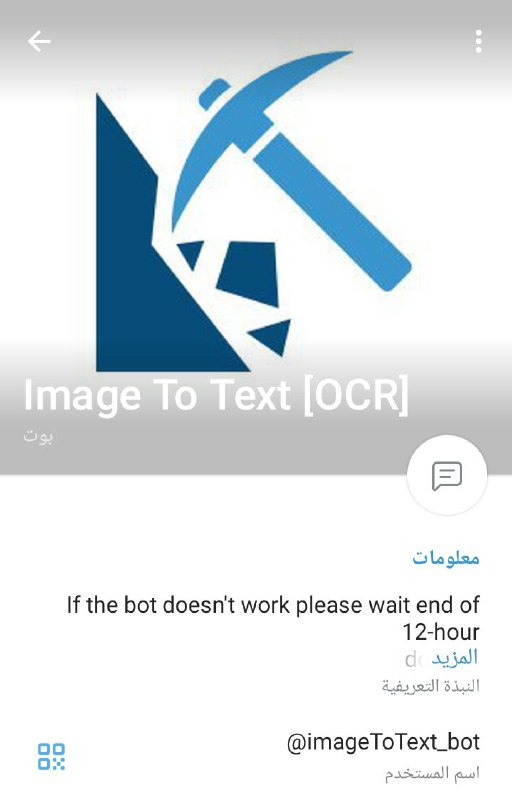 Image To Text [OCR]
بوت
معلومات
If the bot doesn't work please wait end of
12-hour
المزيد
النبذة التعريفية
@imageToText_bot
اسم المستخدم